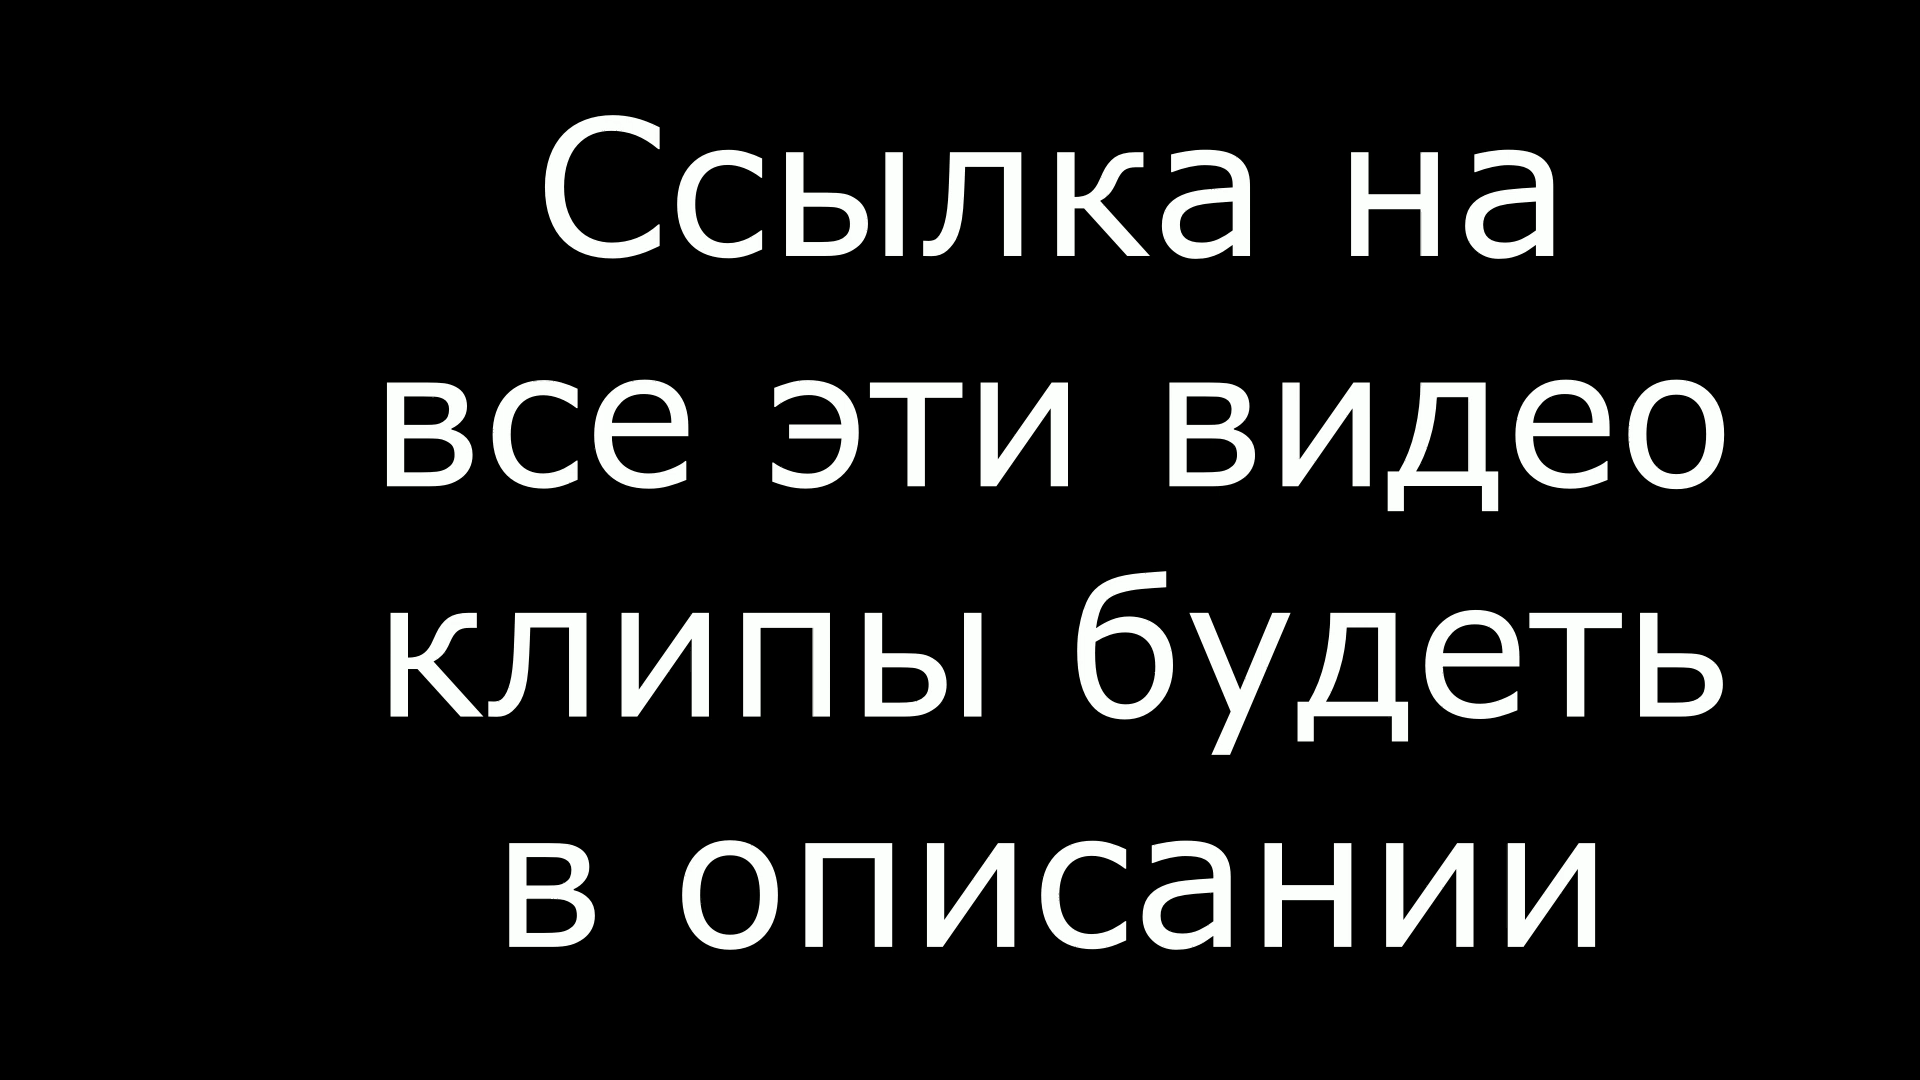 Ссылка на
все эти видео
клипы будеть
в описании